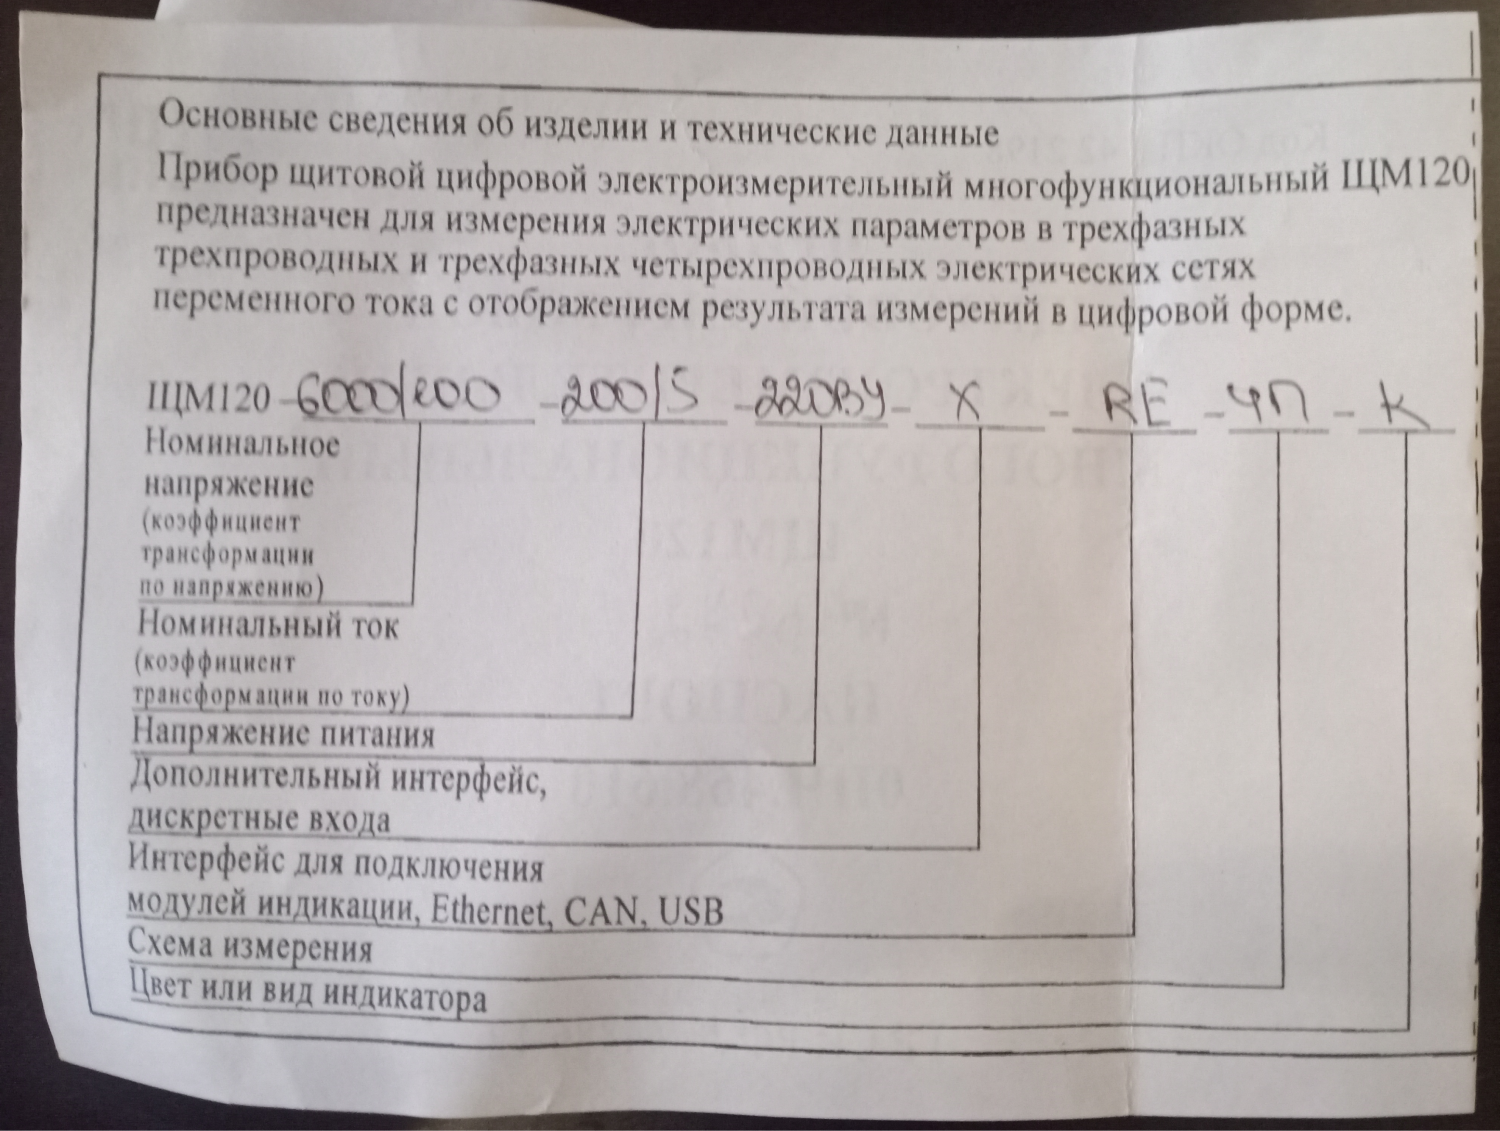 Основные сведения об изделии и технические данные
Прибор щитовой цифровой электроизмерительный многофункциональный ЩМ120
предназначен для измерения электрических параметров в трехфазных
трехпроводных и трехфазных четырехпроводных электрических сетях
переменного тока с отображением результата измерений в цифровой форме.
ЩМ120 - 6000/100 - 200/5 - 220ВУ - X - RE - 4П - К
Номинальное
напряжение
(коэффициент
трансформации
по напряжению)
Номинальный ток
(коэффициент
трансформации по току)
Напряжение питания
Дополнительный интерфейс,
дискретные входа
Интерфейс для подключения
модулей индикации, Ethernet, CAN, USB
Схема измерения
Цвет или вид индикатора